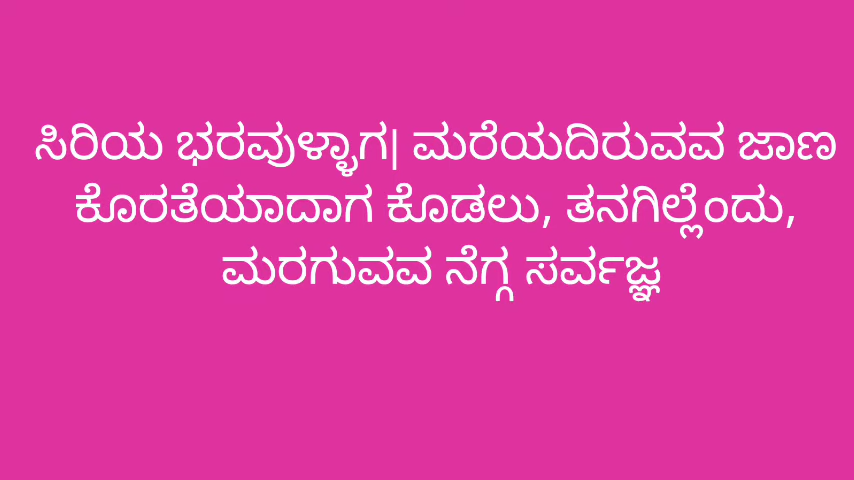 ಸಿರಿಯ ಭರವುಳ್ಳಾಗ| ಮರೆಯದಿರುವವ ಜಾಣ
ಕೊರತೆಯಾದಾಗ ಕೊಡಲು, ತನಗಿಲ್ಲೆಂದು,
ಮರಗುವವ ನೆಗ್ಗ ಸರ್ವಜ್ಞ